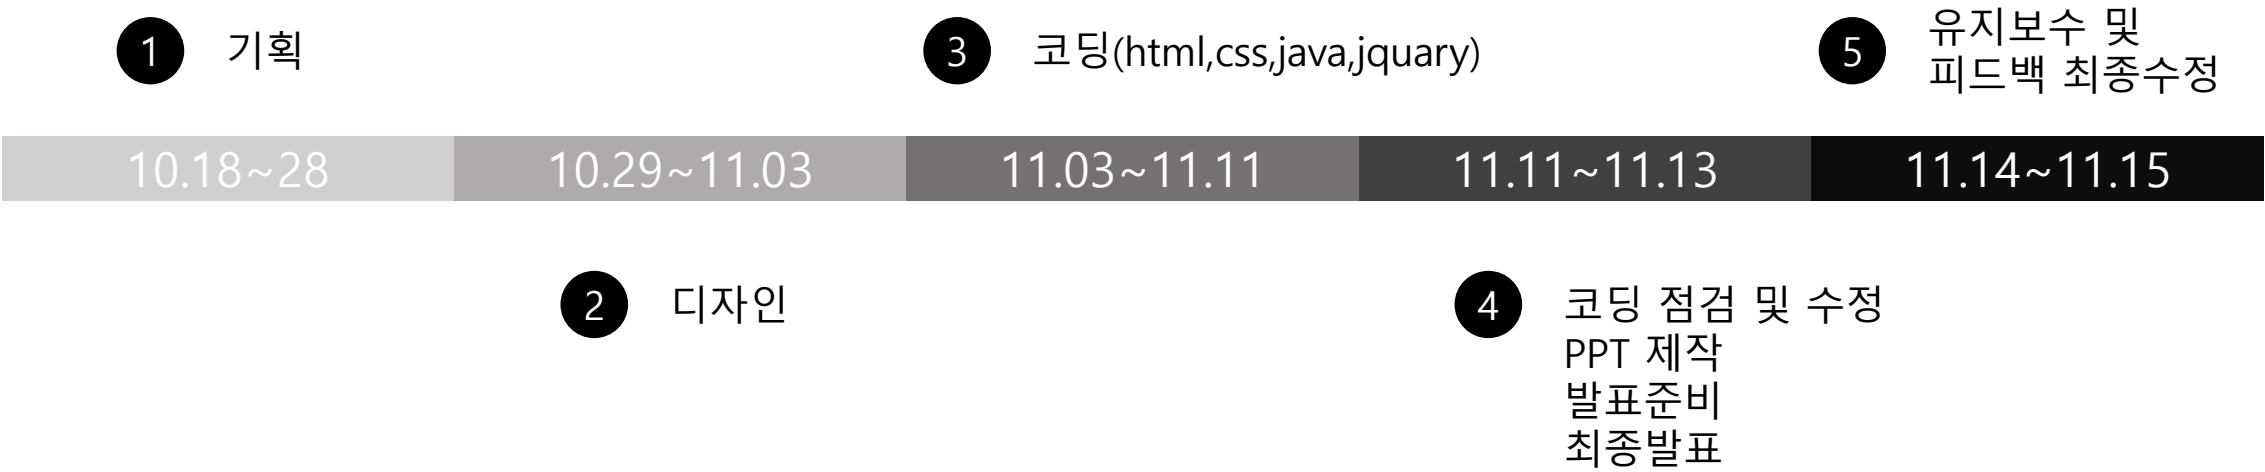 1 기획
3 코딩(html,css,java,jquary)
5 유지보수 및
피드백 최종수정
10.18~28
10.29~11.03
11.03~11.11
11.11~11.13
11.14~11.15
2 디자인
4 코딩 점검 및 수정
PPT 제작
발표준비
최종발표